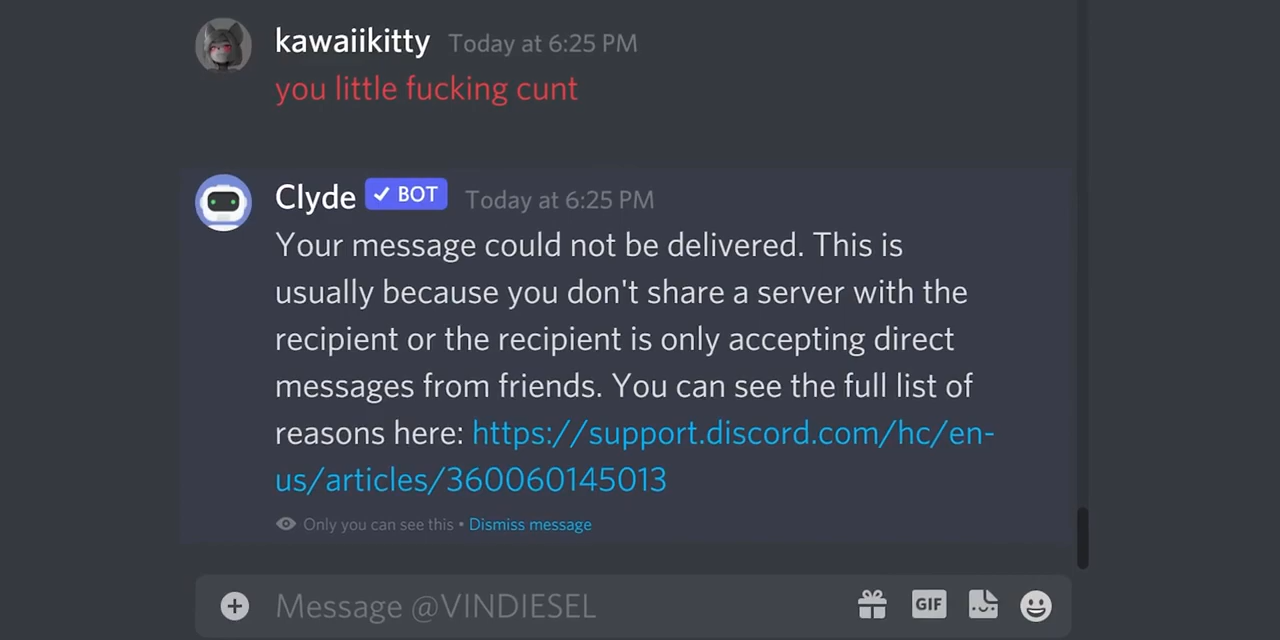 kawaiikitty Today at 6:25 PM
you little fucking cunt
Clyde ✓ BOT Today at 6:25 PM
Your message could not be delivered. This is
usually because you don't share a server with the
recipient or the recipient is only accepting direct
messages from friends. You can see the full list of
reasons here: https://support.discord.com/hc/en-
us/articles/360060145013
Only you can see this • Dismiss message
Message @VINDIESEL GIF